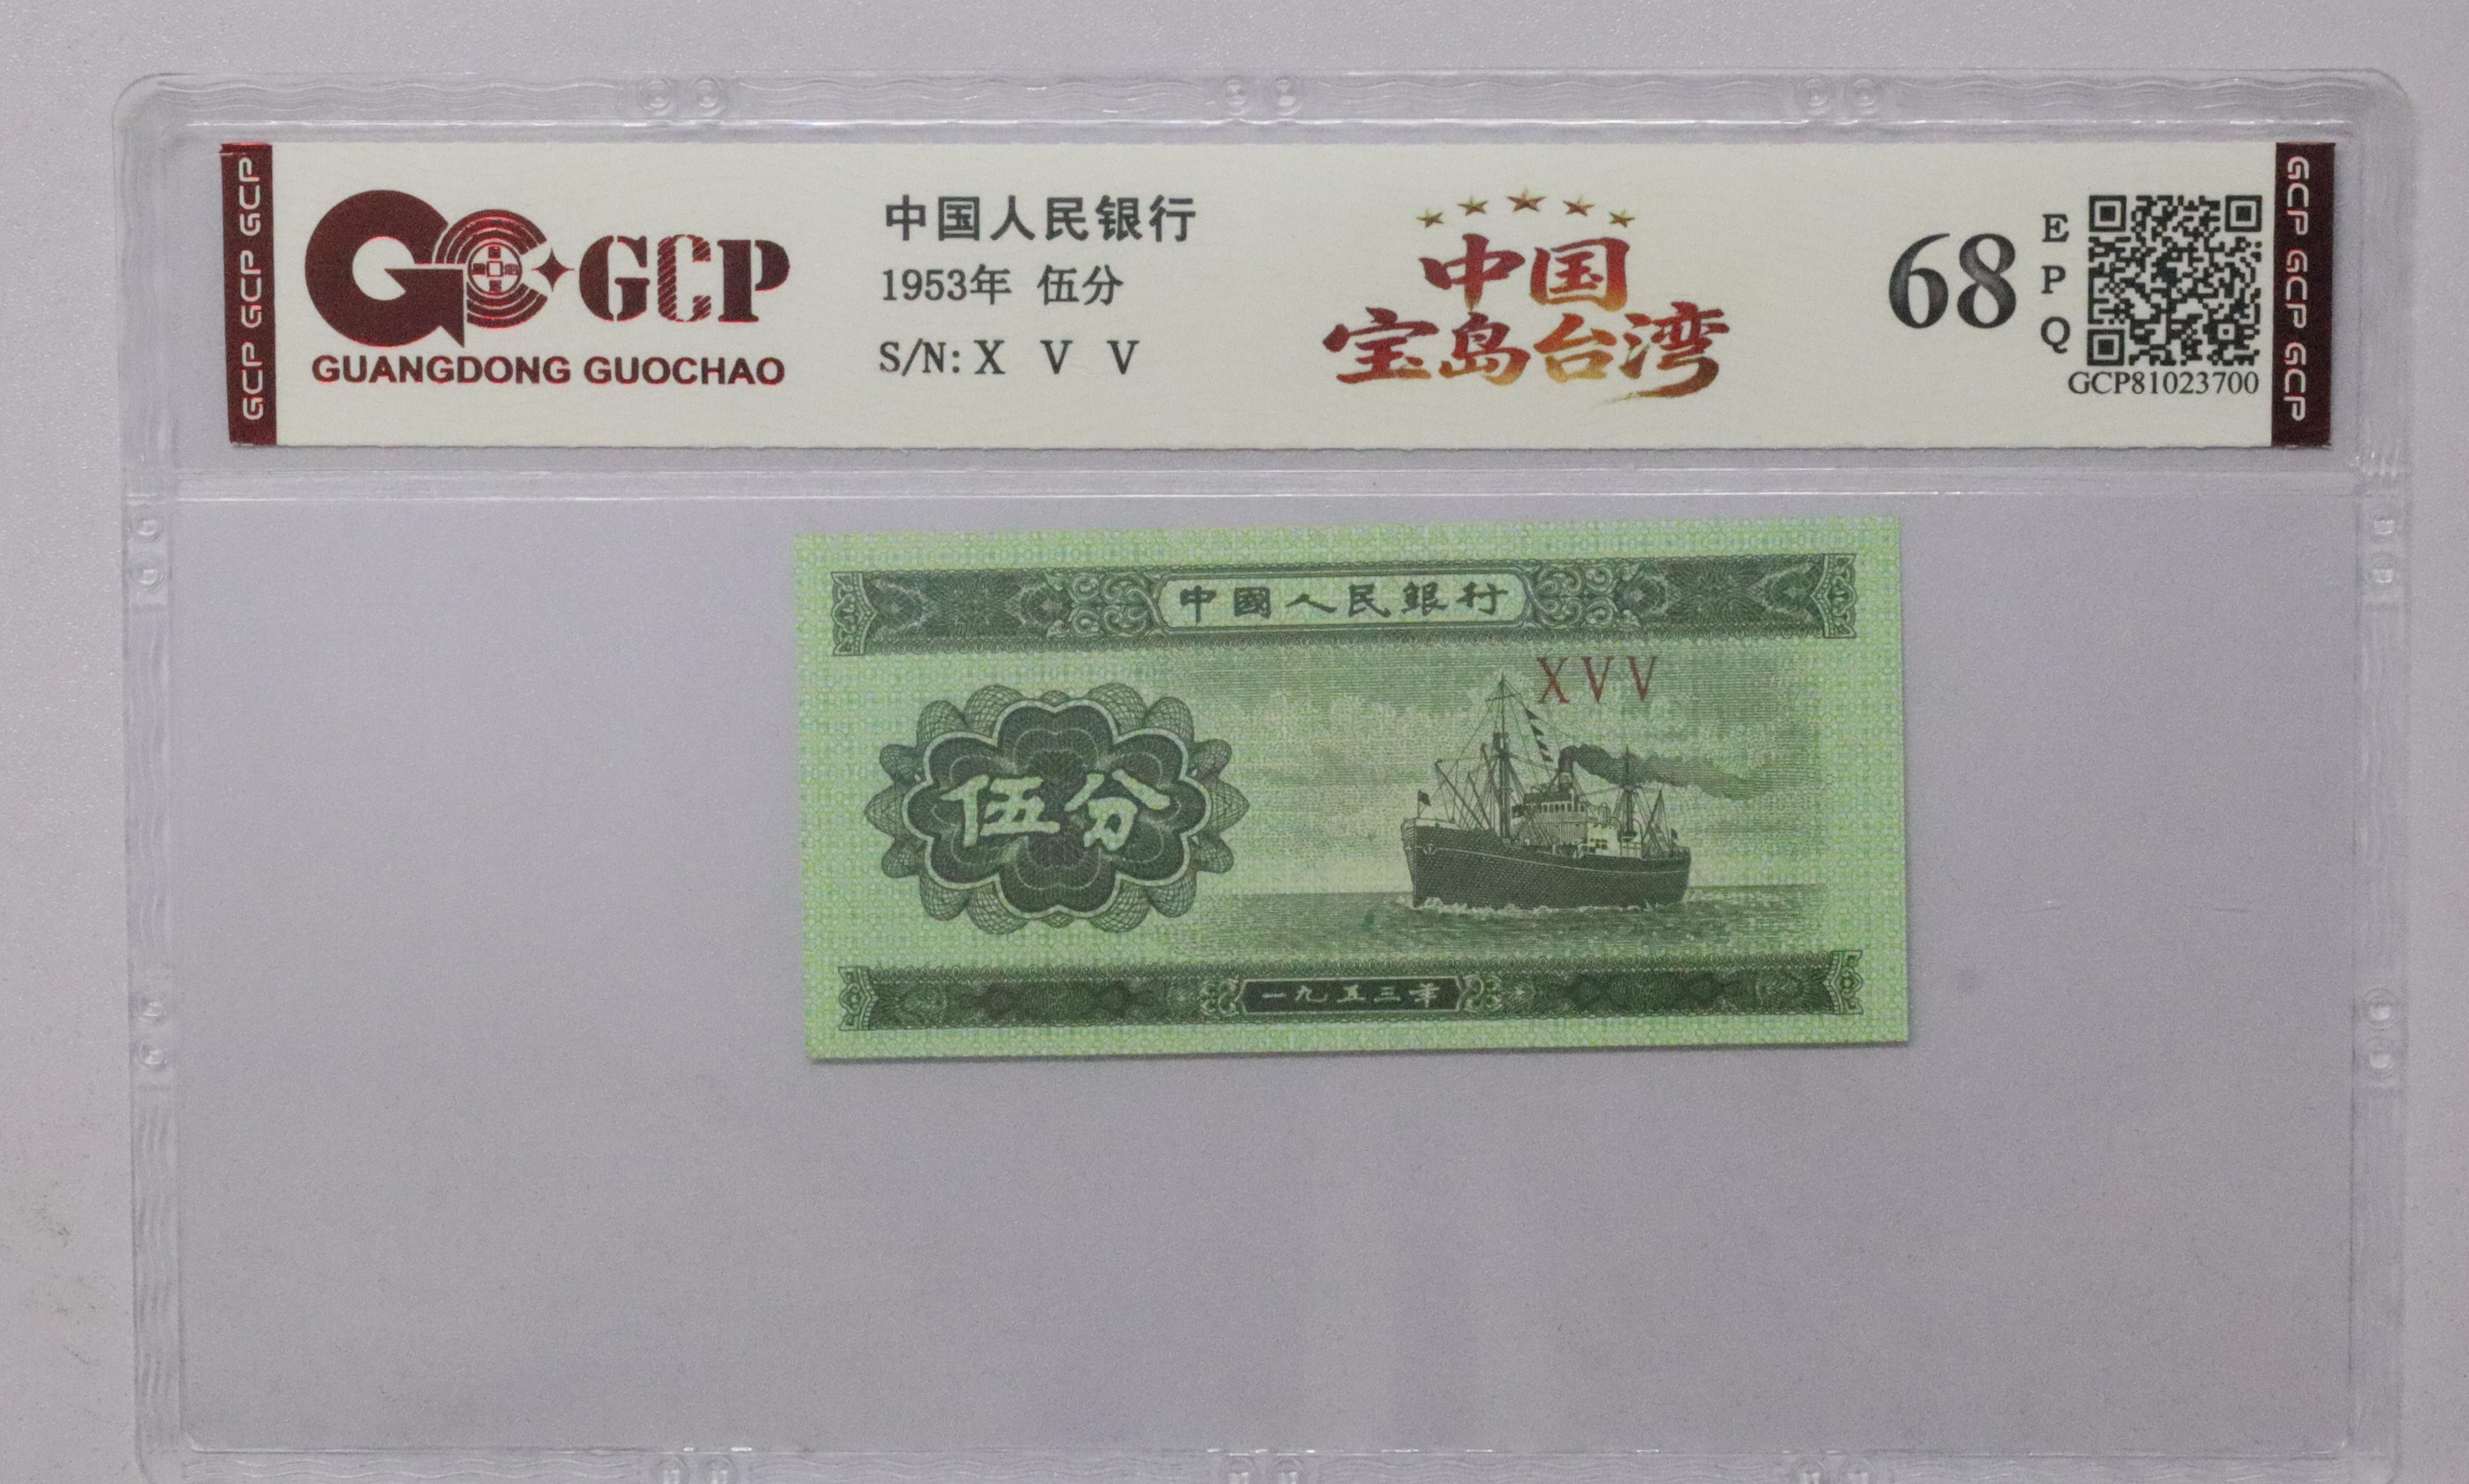 GCP GCP GCP
GCP
GUANGDONG GUOCHAO
中国人民银行
1953年 伍分
S/N: X V V
中国
宝岛台湾
68
E
P
Q
GCP81023700
GCP GCP GCP
中國人民銀行
XVV
伍分
一九五三年